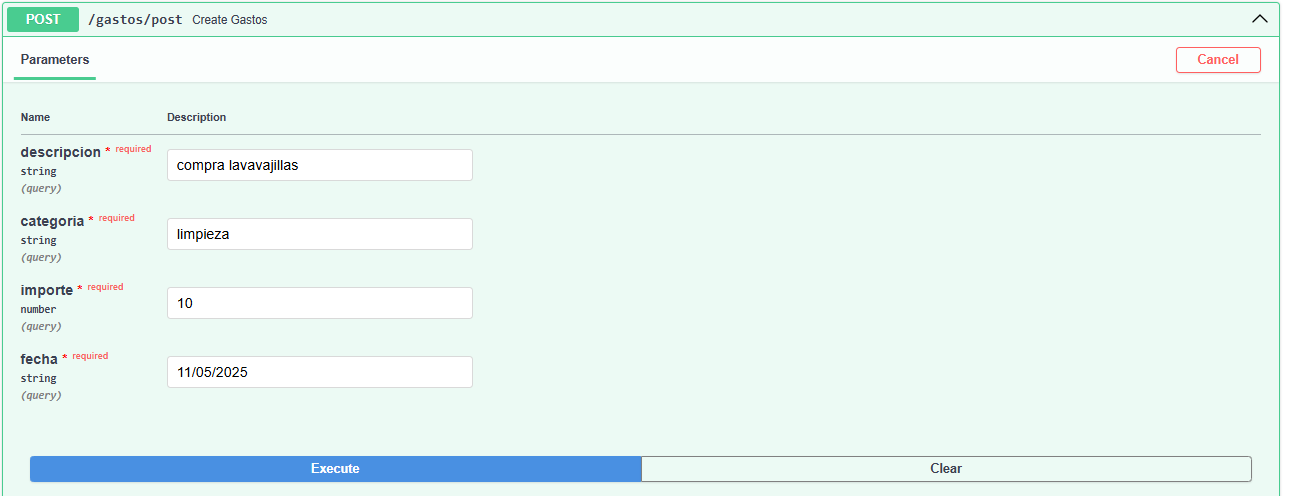 POST /gastos/post Create Gastos
Parameters
Cancel
Name Description
descripcion * required
string
(query)
compra lavavajillas
categoria * required
string
(query)
limpieza
importe * required
number
(query)
10
fecha * required
string
(query)
11/05/2025
Execute
Clear